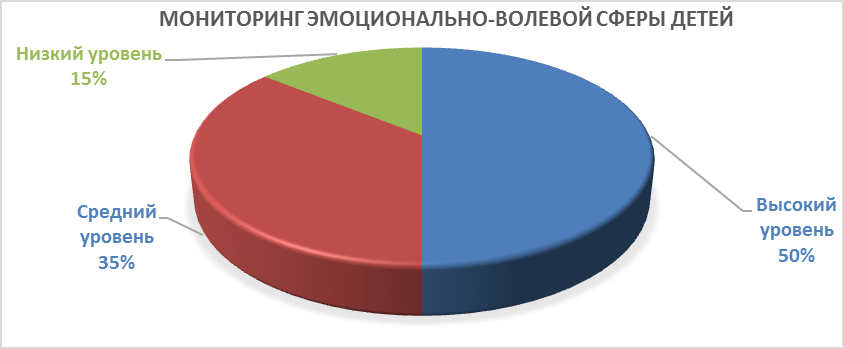 МОНИТОРИНГ ЭМОЦИОНАЛЬНО-ВОЛЕВОЙ СФЕРЫ ДЕТЕЙ
Низкий уровень
15%
Средний
уровень
35%
Высокий
уровень
50%